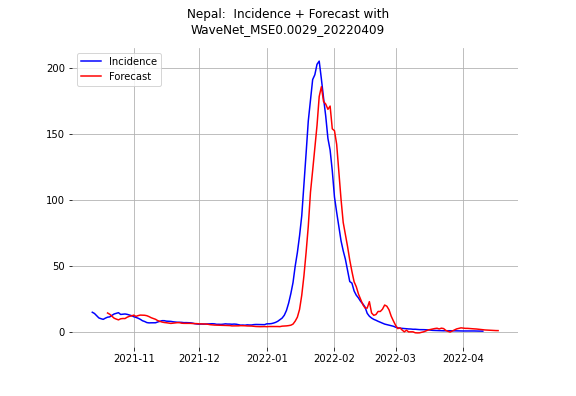 Nepal:  Incidence + Forecast with
WaveNet_MSE0.0029_20220409
Incidence
Forecast
200
150
100
50
0
2021-11
2021-12
2022-01
2022-02
2022-03
2022-04